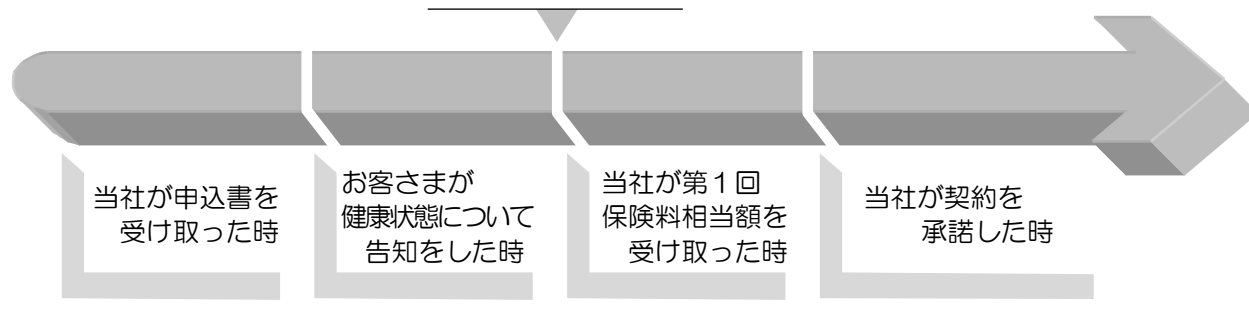 当社が申込書を
受け取った時
お客さまが
健康状態について
告知をした時
当社が第１回
保険料相当額を
受け取った時
当社が契約を
承諾した時